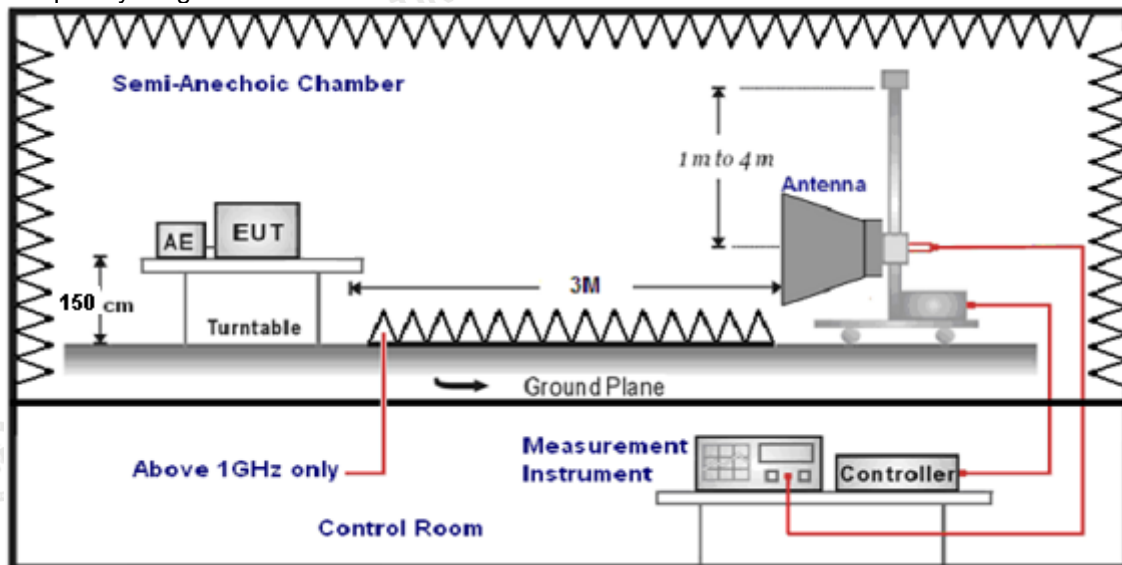 Semi-Anechoic Chamber
1 m to 4 m
Antenna
AE
EUT
150 cm
3M
Turntable
Ground Plane
Above 1GHz only
Measurement
Instrument
Controller
Control Room